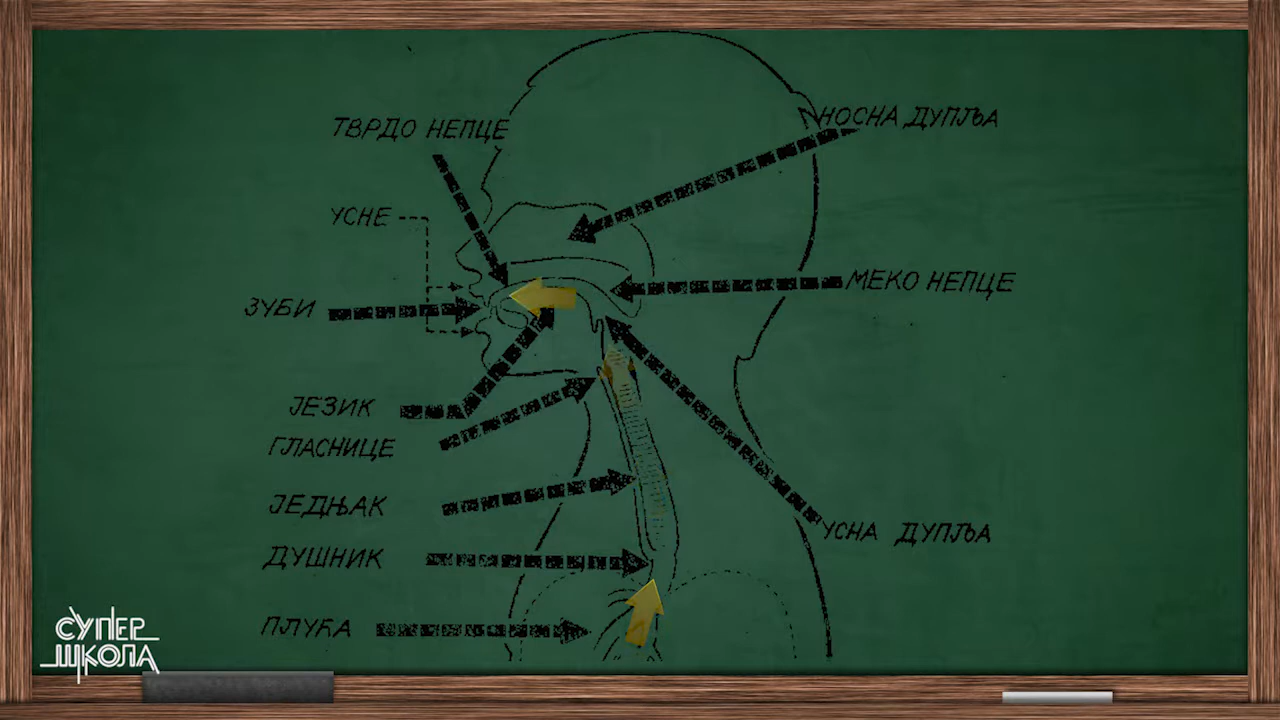 ТВРДО НЕПЦЕ
НОСНА ДУПЉА
УСНЕ
МЕКО НЕПЦЕ
ЗУБИ
ЈЕЗИК
ГЛАСНИЦЕ
ЈЕДЊАК
УСНА ДУПЉА
ДУШНИК
ПЛУЋА
СУПЕР
ШКОЛА